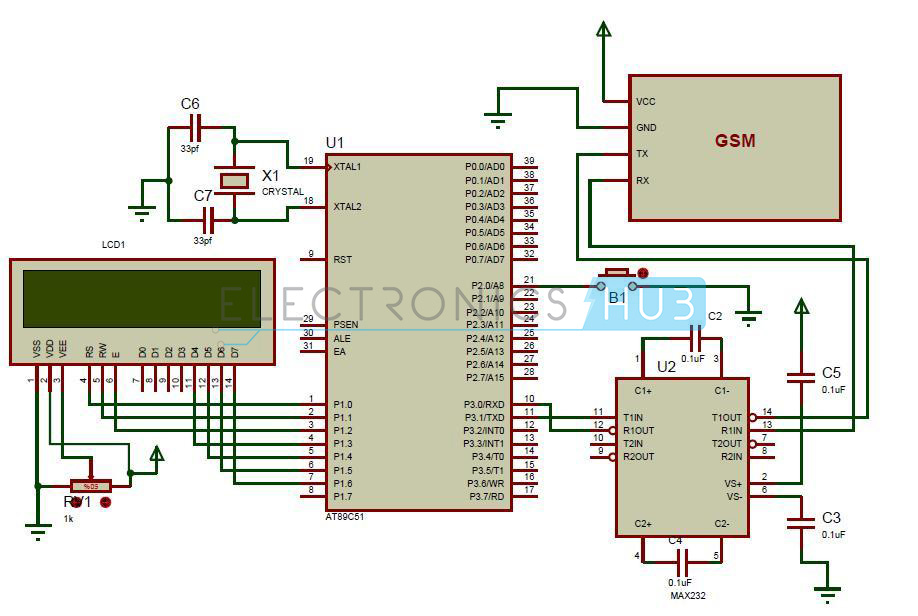 C6
33pf
X1
CRYSTAL
C7
33pf
LCD1
VSS
VDD
VEE
RS
RW
E
D0
D1
D2
D3
D4
D5
D6
D7
1
2
3
4
5
6
7
8
9
10
11
12
13
14
%05
RV1
1k
U1
19 XTAL1
18 XTAL2
9 RST
29 PSEN
30 ALE
31 EA
1 P1.0
2 P1.1
3 P1.2
4 P1.3
5 P1.4
6 P1.5
7 P1.6
8 P1.7
P0.0/AD0 39
P0.1/AD1 38
P0.2/AD2 37
P0.3/AD3 36
P0.4/AD4 35
P0.5/AD5 34
P0.6/AD6 33
P0.7/AD7 32
P2.0/A8 21
P2.1/A9 22
P2.2/A10 23
P2.3/A11 24
P2.4/A12 25
P2.5/A13 26
P2.6/A14 27
P2.7/A15 28
P3.0/RXD 10
P3.1/TXD 11
P3.2/INT0 12
P3.3/INT1 13
P3.4/T0 14
P3.5/T1 15
P3.6/WR 16
P3.7/RD 17
AT89C51
ELECTRONICS HUB
B1
GSM
VCC
GND
TX
RX
C2
0.1uF
1
3
U2
C1+
C1-
11 T1IN
12 R1OUT
10 T2IN
9 R2OUT
T1OUT 14
R1IN 13
T2OUT 7
R2IN 8
VS+ 2
VS- 6
C2+
C2-
4
5
C4
0.1uF
MAX232
C5
0.1uF
C3
0.1uF